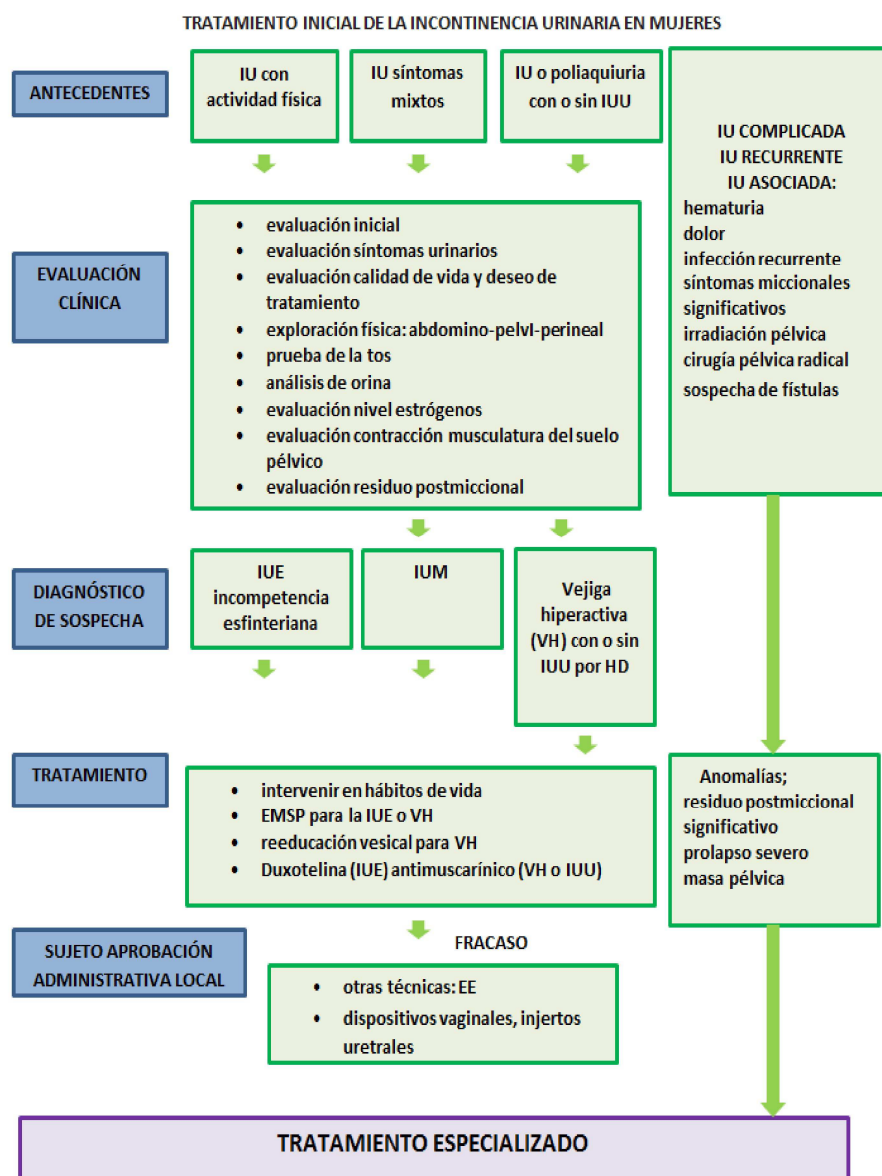 TRATAMIENTO INICIAL DE LA INCONTINENCIA URINARIA EN MUJERES
ANTECEDENTES
IU con
actividad física
IU síntomas
mixtos
IU o poliaquiuria
con o sin IUU
IU COMPLICADA
IU RECURRENTE
IU ASOCIADA:
hematuria
dolor
infección recurrente
síntomas miccionales
significativos
irradiación pélvica
cirugía pélvica radical
sospecha de fístulas
EVALUACIÓN
CLÍNICA
• evaluación inicial
• evaluación síntomas urinarios
• evaluación calidad de vida y deseo de
tratamiento
• exploración física: abdomino-pelvI-perineal
• prueba de la tos
• análisis de orina
• evaluación nivel estrógenos
• evaluación contracción musculatura del suelo
pélvico
• evaluación residuo postmiccional
DIAGNÓSTICO
DE SOSPECHA
IUE
incompetencia
esfinteriana
IUM
Vejiga
hiperactiva
(VH) con o sin
IUU por HD
TRATAMIENTO
• intervenir en hábitos de vida
• EMSP para la IUE o VH
• reeducación vesical para VH
• Duxotelina (IUE) antimuscarínico (VH o IUU)
Anomalías;
residuo postmiccional
significativo
prolapso severo
masa pélvica
SUJETO APROBACIÓN
ADMINISTRATIVA LOCAL
FRACASO
• otras técnicas: EE
• dispositivos vaginales, injertos
uretrales
TRATAMIENTO ESPECIALIZADO